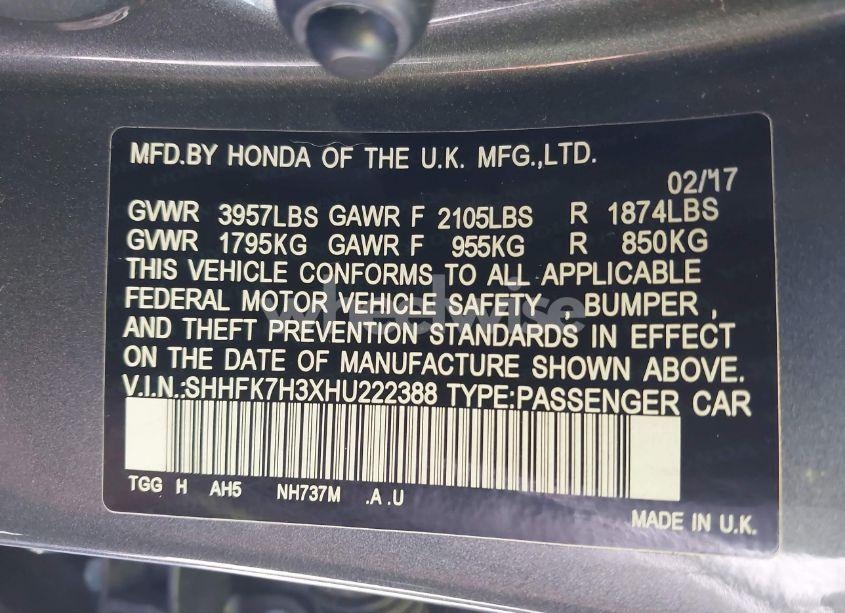 MFD.BY HONDA OF THE U.K. MFG.,LTD.
02/'17
GVWR 3957LBS GAWR F 2105LBS R 1874LBS
GVWR 1795KG GAWR F 955KG R 850KG
THIS VEHICLE CONFORMS TO ALL APPLICABLE
FEDERAL MOTOR VEHICLE SAFETY , BUMPER ,
AND THEFT PREVENTION STANDARDS IN EFFECT
ON THE DATE OF MANUFACTURE SHOWN ABOVE.
V.I.N.:SHHFK7H3XHU222388 TYPE:PASSENGER CAR
TGG H AH5 NH737M .A .U
MADE IN U.K.
wheelwise